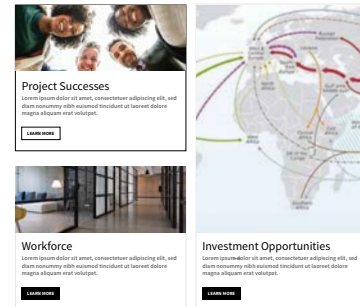 Project Successes
Lorem ipsum dolor sit amet, consectetuer adipiscing elit, sed
diam nonummy nibh euismod tincidunt ut laoreet dolore
magna aliquam erat volutpat.
LEARN MORE
Workforce
Lorem ipsum dolor sit amet, consectetuer adipiscing elit, sed
diam nonummy nibh euismod tincidunt ut laoreet dolore
magna aliquam erat volutpat.
LEARN MORE
Investment Opportunities
Lorem ipsum dolor sit amet, consectetuer adipiscing elit, sed
diam nonummy nibh euismod tincidunt ut laoreet dolore
magna aliquam erat volutpat.
LEARN MORE